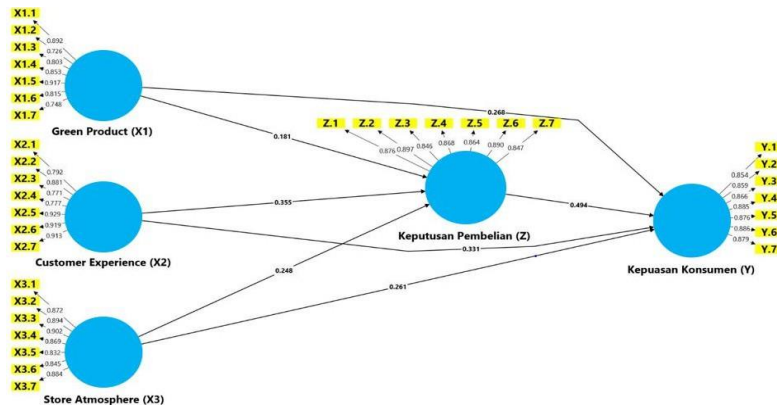 X1.1
X1.2
X1.3
X1.4
X1.5
X1.6
X1.7
0.892
0.726
0.803
0.853
0.917
0.815
0.748
Green Product (X1)
X2.1
X2.2
X2.3
X2.4
X2.5
X2.6
X2.7
0.792
0.881
0.771
0.777
0.929
0.919
0.913
Customer Experience (X2)
X3.1
X3.2
X3.3
X3.4
X3.5
X3.6
X3.7
0.872
0.894
0.902
0.869
0.832
0.845
0.884
Store Atmosphere (X3)
0.181
0.355
0.248
0.268
0.331
0.261
Z.1 Z.2 Z.3 Z.4 Z.5 Z.6 Z.7
0.876 0.897 0.846 0.868 0.864 0.890 0.847
Keputusan Pembelian (Z)
0.494
Y.1
Y.2
Y.3
Y.4
Y.5
Y.6
Y.7
0.854
0.859
0.866
0.885
0.876
0.886
0.879
Kepuasan Konsumen (Y)